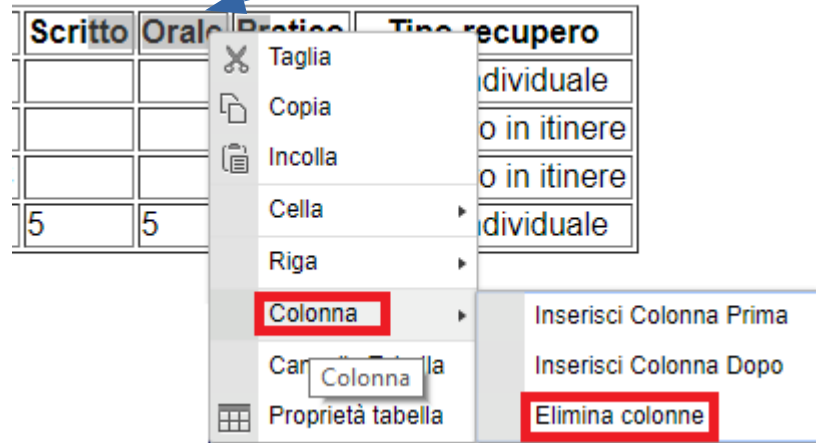 Scritto Orale Pratico Tipo recupero
Taglia
dividuale
Copia
o in itinere
Incolla
o in itinere
Cella
5 5 dividuale
Riga
Colonna Inserisci Colonna Prima
Inserisci Colonna Dopo
Colonna
Proprietà tabella Elimina colonne